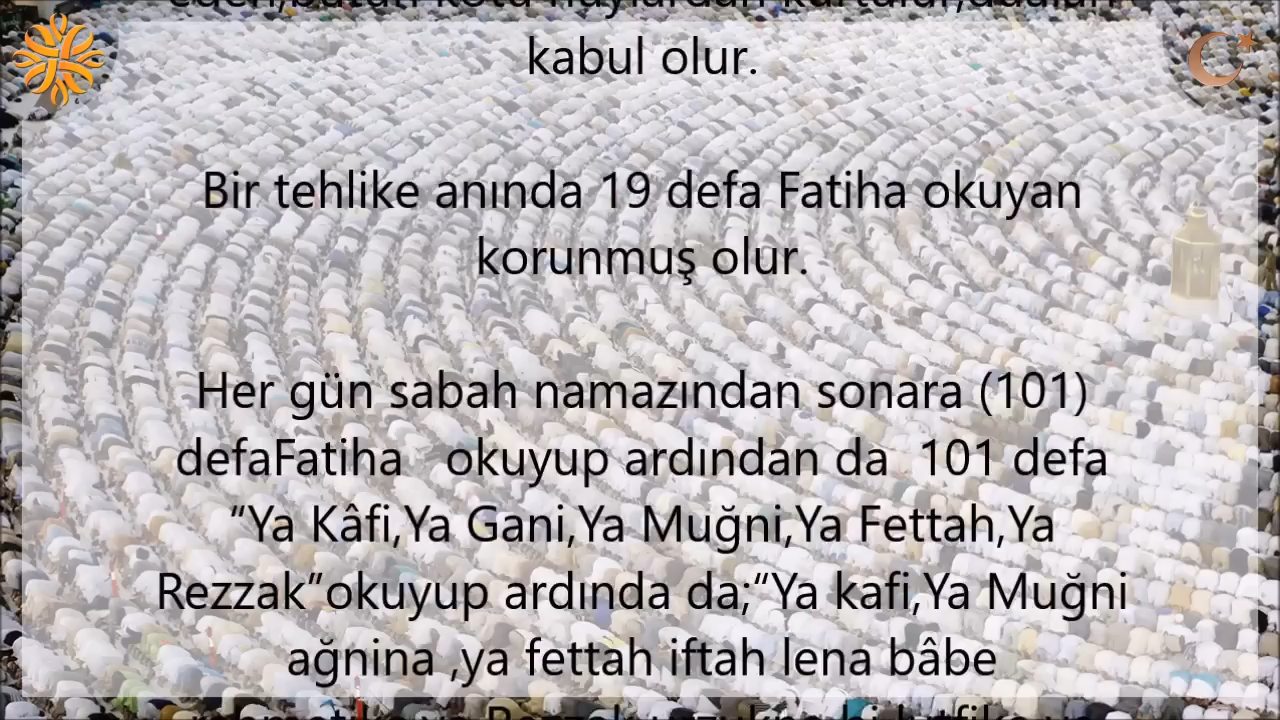 kabul olur.
Bir tehlike anında 19 defa Fatiha okuyan
korunmuş olur.
Her gün sabah namazından sonara (101)
defaFatiha okuyup ardından da 101 defa
“Ya Kâfi,Ya Gani,Ya Muğni,Ya Fettah,Ya
Rezzak”okuyup ardında da;“Ya kafi,Ya Muğni
ağnina ,ya fettah iftah lena bâbe